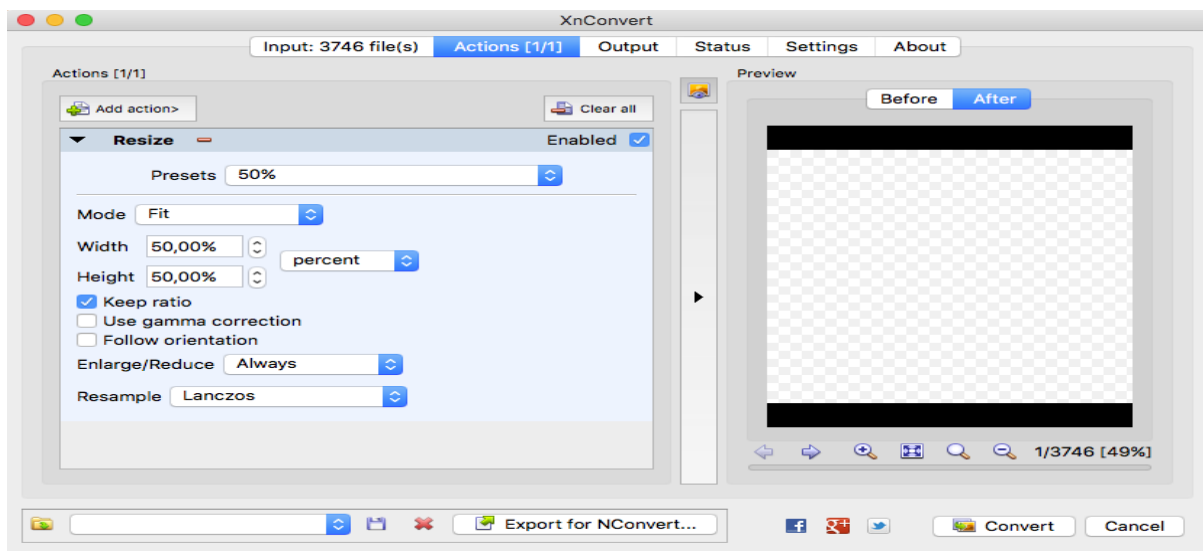 XnConvert
Input: 3746 file(s) Actions [1/1] Output Status Settings About
Actions [1/1]
Add action>
Clear all
Resize
Enabled
Presets 50%
Mode Fit
Width 50,00%
percent
Height 50,00%
Keep ratio
Use gamma correction
Follow orientation
Enlarge/Reduce Always
Resample Lanczos
Preview
Before After
1/3746 [49%]
Export for NConvert...
f
g+
Convert
Cancel